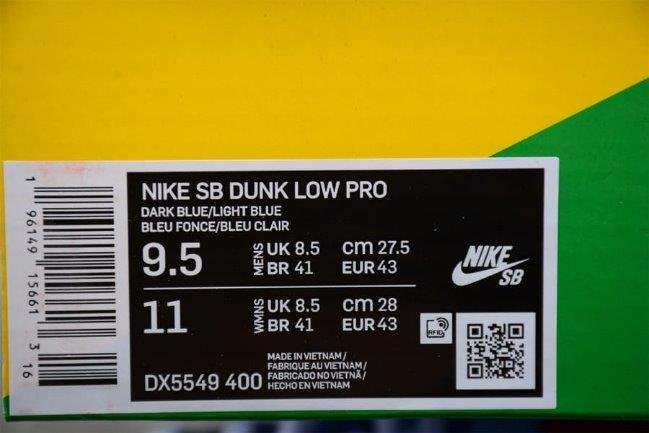 NIKE SB DUNK LOW PRO
DARK BLUE/LIGHT BLUE
BLEU FONCE/BLEU CLAIR
9.5 MENS UK 8.5 cm 27.5
BR 41 EUR 43
11 WMNS UK 8.5 cm 28
BR 41 EUR 43
NIKE
SB
RFID
DX5549 400
MADE IN VIETNAM/
FABRIQUE AU VIETNAM/
FABRICADO NO VIETNÃ/
HECHO EN VIETNAM
1 96149 15661 3 16